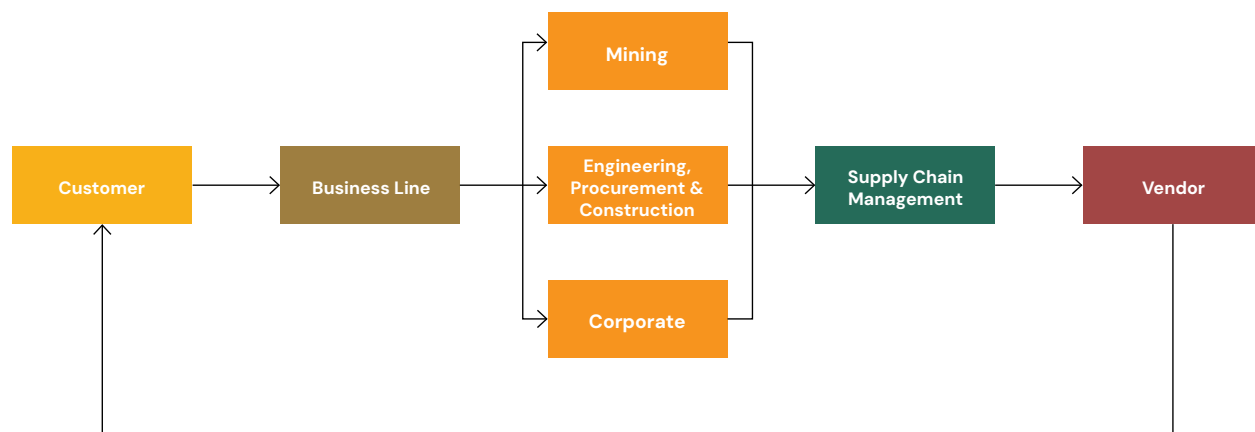 Mining
Customer
Business Line
Engineering,
Procurement &
Construction
Supply Chain
Management
Vendor
Corporate